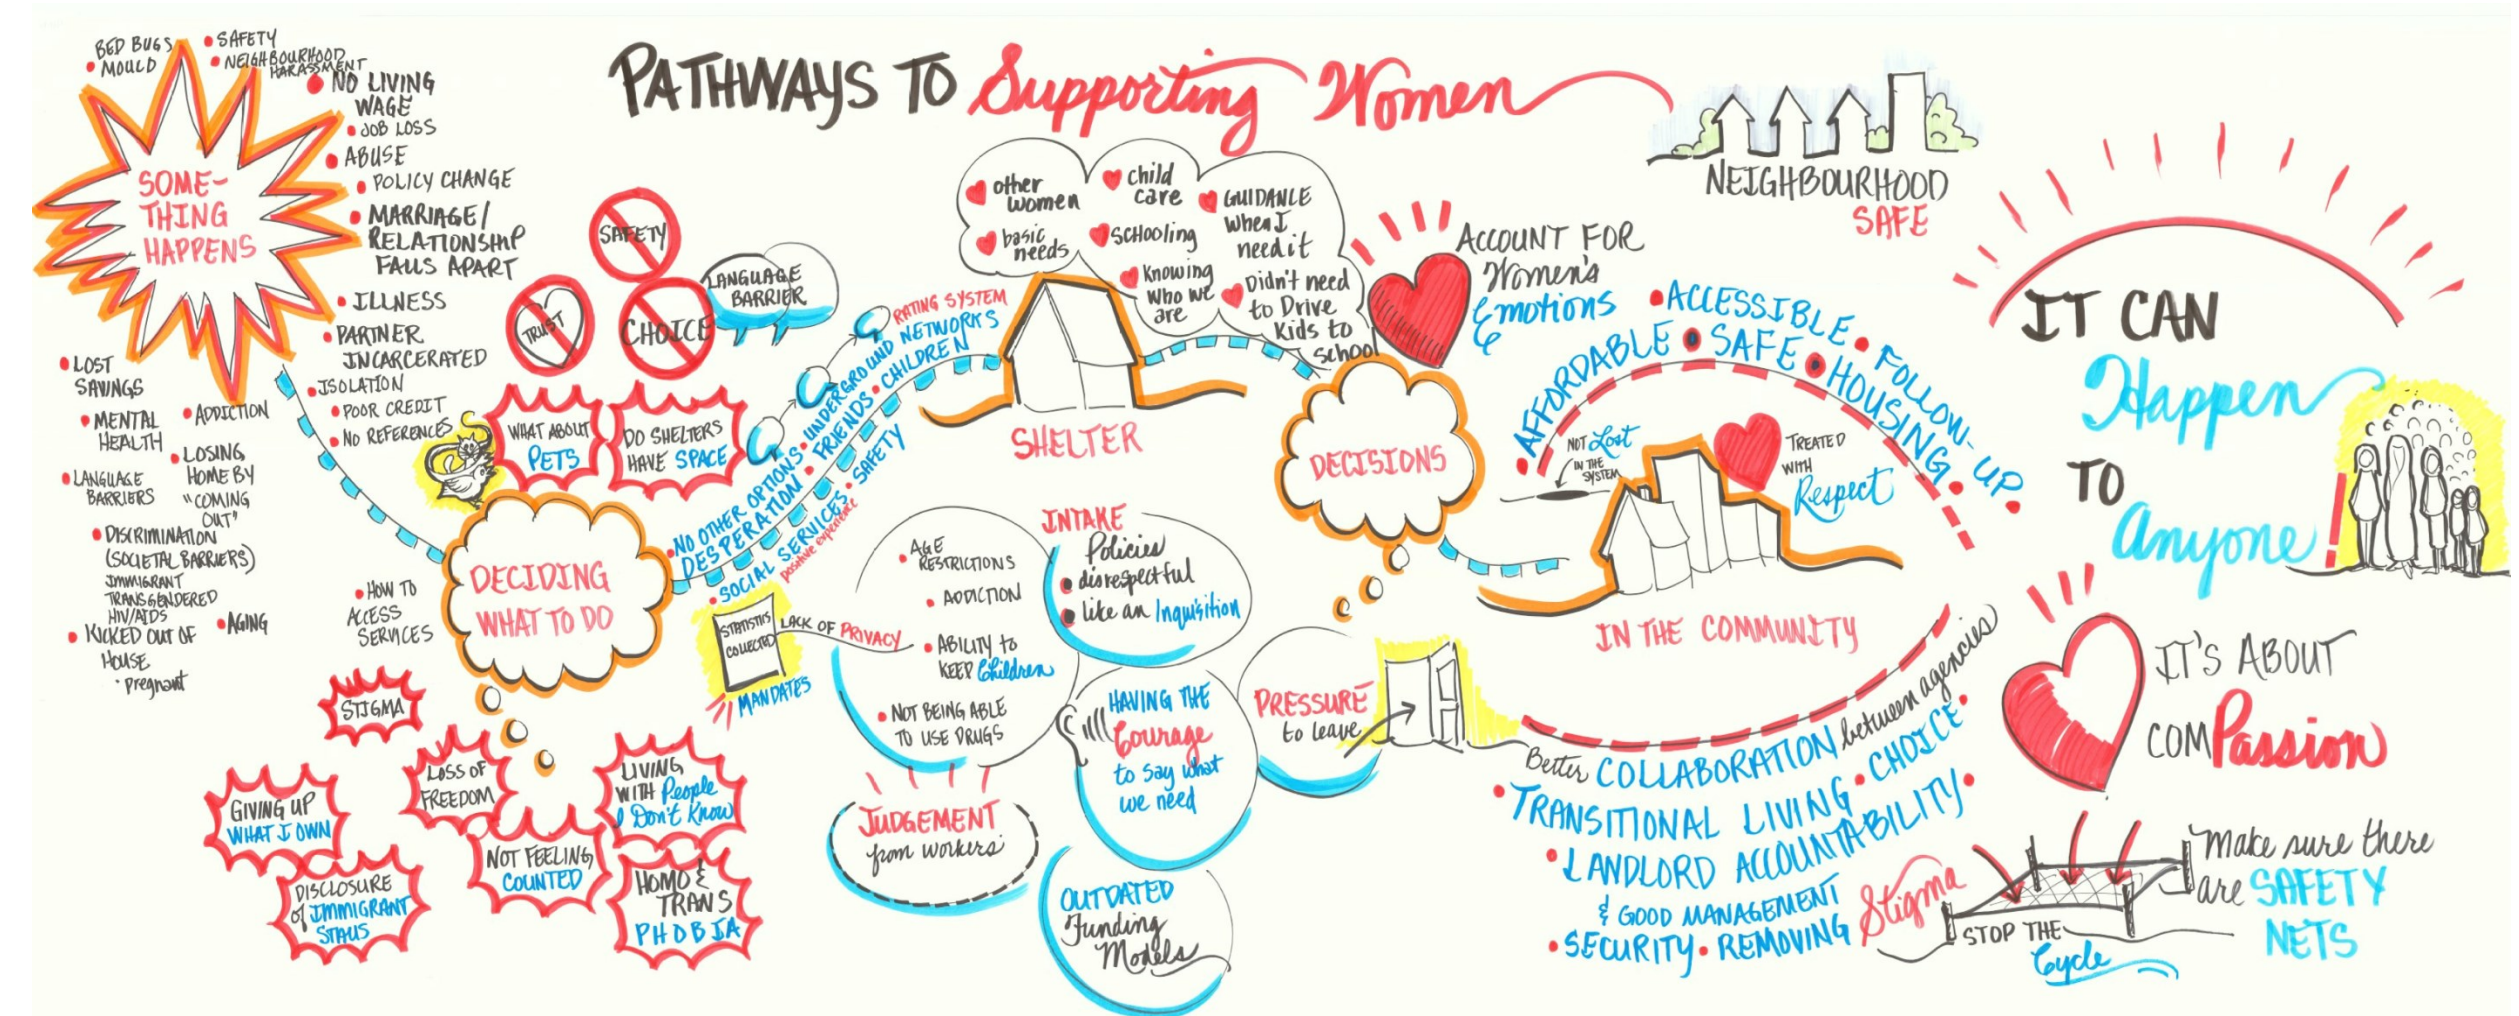 PATHWAYS TO Supporting Women
BED BUGS
• MOULD
• SAFETY
• NEIGHBOURHOOD
HARASSMENT
• NO LIVING
WAGE
• JOB LOSS
• ABUSE
• POLICY CHANGE
• MARRIAGE/
RELATIONSHIP
FALLS APART
• ILLNESS
• PARTNER
INCARCERATED
• ISOLATION
• POOR CREDIT
• NO REFERENCES
SOME-
THING
HAPPENS
• LOST
SAVINGS
• MENTAL
HEALTH
• ADDICTION
• LOSING
HOME BY
"COMING
OUT"
• LANGUAGE
BARRIERS
• DISCRIMINATION
(SOCIETAL BARRIERS)
IMMIGRANT
TRANSGENDERED
HIV/AIDS
• AGING
• KICKED OUT OF
HOUSE
• pregnant
• HOW TO
ACCESS
SERVICES
SAFETY
TRUST
CHOICE
LANGUAGE
BARRIER
WHAT ABOUT
PETS
DO SHELTERS
HAVE SPACE
DECIDING
WHAT TO DO
STIGMA
LOSS OF
FREEDOM
GIVING UP
WHAT I OWN
DISCLOSURE
of IMMIGRANT
STAUS
NOT FEELING
COUNTED
LIVING
WITH People
I Don't Know
HOMO &
TRANS
PHOBIA
RATING SYSTEM
• NO OTHER OPTIONS • UNDERGROUND NETWORKS
DESPERATION • FRIENDS • CHILDREN
• SOCIAL SERVICES • SAFETY
positive experience
STATISTICS
COLLECTED
MANDATES
LACK OF PRIVACY
• AGE
RESTRICTIONS
• ADDICTION
• ABILITY to
KEEP Children
• NOT BEING ABLE
TO USE DRUGS
JUDGEMENT
from workers
INTAKE
Policies
• disrespectful
• like an Inquisition
HAVING THE
Courage
to say what
we need
OUTDATED
Funding
Models
PRESSURE
to leave
SHELTER
other
women
basic
needs
child
care
schooling
Knowing
who we
are
GUIDANCE
when I
need it
Didn't need
to Drive
Kids to
school
DECISIONS
ACCOUNT FOR
Women's
Emotions
NEIGHBOURHOOD
SAFE
• ACCESSIBLE • FOLLOW-UP •
• AFFORDABLE • SAFE • HOUSING •
NOT Lost
IN THE
SYSTEM
TREATED
WITH
Respect
IN THE COMMUNITY
Better COLLABORATION between agencies
• TRANSITIONAL LIVING • CHOICE •
• LANDLORD ACCOUNTABILITY •
& GOOD MANAGEMENT
• SECURITY • REMOVING Stigma
IT CAN
Happen
TO
Anyone!
IT'S ABOUT
COMPassion
Make sure there
are SAFETY
NETS
STOP THE
Cycle